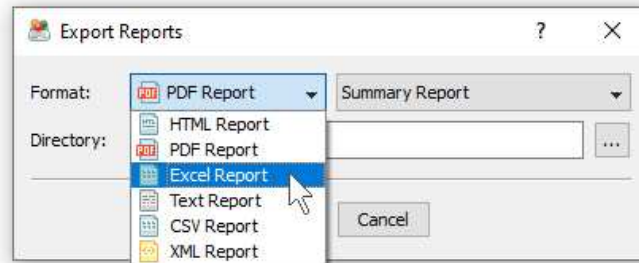 Export Reports ?
Format: PDF Report Summary Report
HTML Report
Directory: ...
PDF Report
Excel Report
Text Report
CSV Report Cancel
XML Report